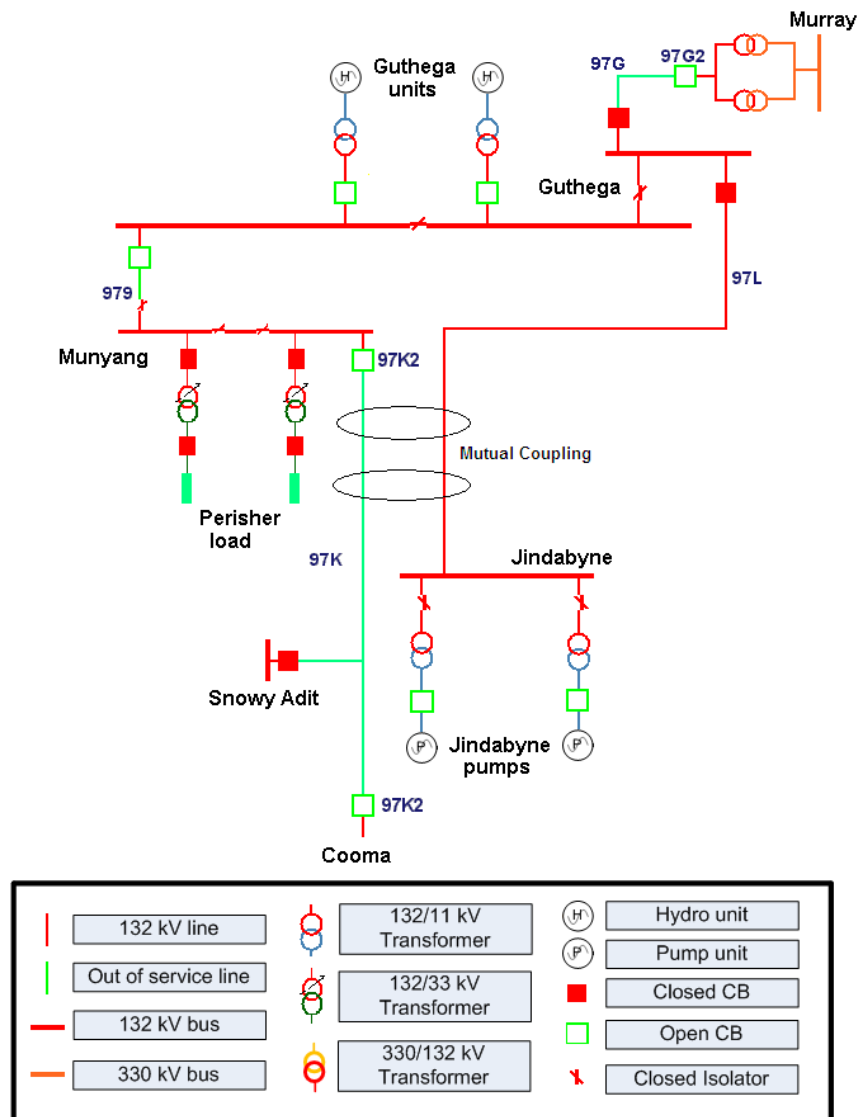 Murray
97G2
97G
Guthega
units
H
H
Guthega
97L
979
Munyang
97K2
Mutual Coupling
Perisher
load
97K
Jindabyne
Snowy Adit
P
P
Jindabyne
pumps
97K2
Cooma
132 kV line
132/11 kV
Transformer
H
Hydro unit
Out of service line
P
Pump unit
132/33 kV
Transformer
Closed CB
132 kV bus
Open CB
330 kV bus
330/132 kV
Transformer
Closed Isolator